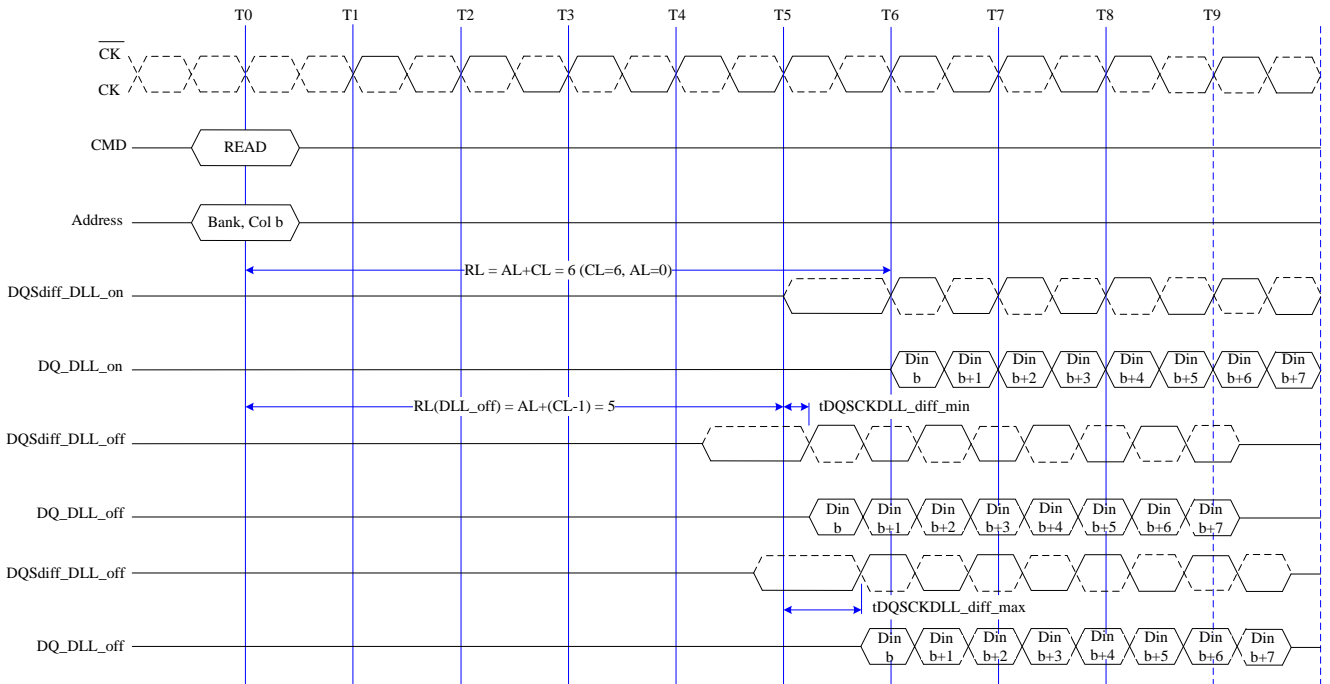 T0 T1 T2 T3 T4 T5 T6 T7 T8 T9
CK
CK
CMD READ
Address Bank, Col b
RL = AL+CL = 6 (CL=6, AL=0)
DQSdiff_DLL_on
DQ_DLL_on Din b Din b+1 Din b+2 Din b+3 Din b+4 Din b+5 Din b+6 Din b+7
RL(DLL_off) = AL+(CL-1) = 5 tDQSCKDLL_diff_min
DQSdiff_DLL_off
DQ_DLL_off Din b Din b+1 Din b+2 Din b+3 Din b+4 Din b+5 Din b+6 Din b+7
DQSdiff_DLL_off
tDQSCKDLL_diff_max
DQ_DLL_off Din b Din b+1 Din b+2 Din b+3 Din b+4 Din b+5 Din b+6 Din b+7